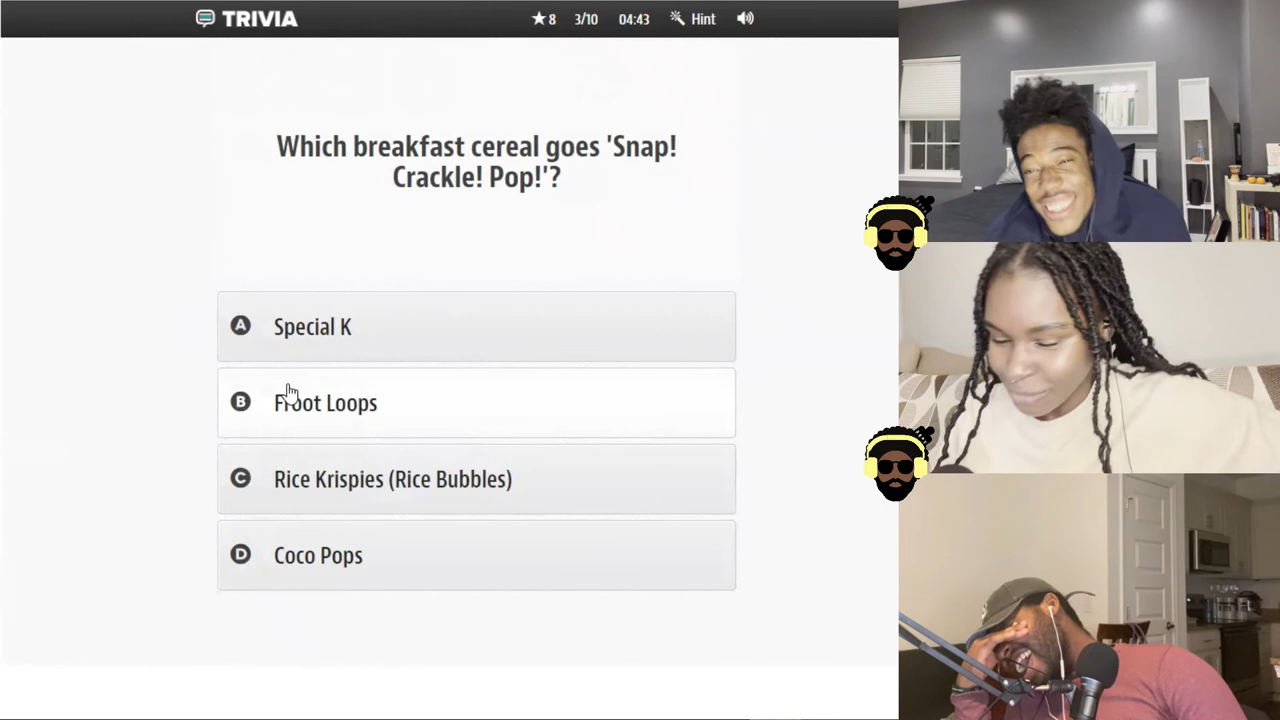 TRIVIA
8
3/10
04:43
Hint
Which breakfast cereal goes 'Snap!
Crackle! Pop!'?
A Special K
B Froot Loops
C Rice Krispies (Rice Bubbles)
D Coco Pops